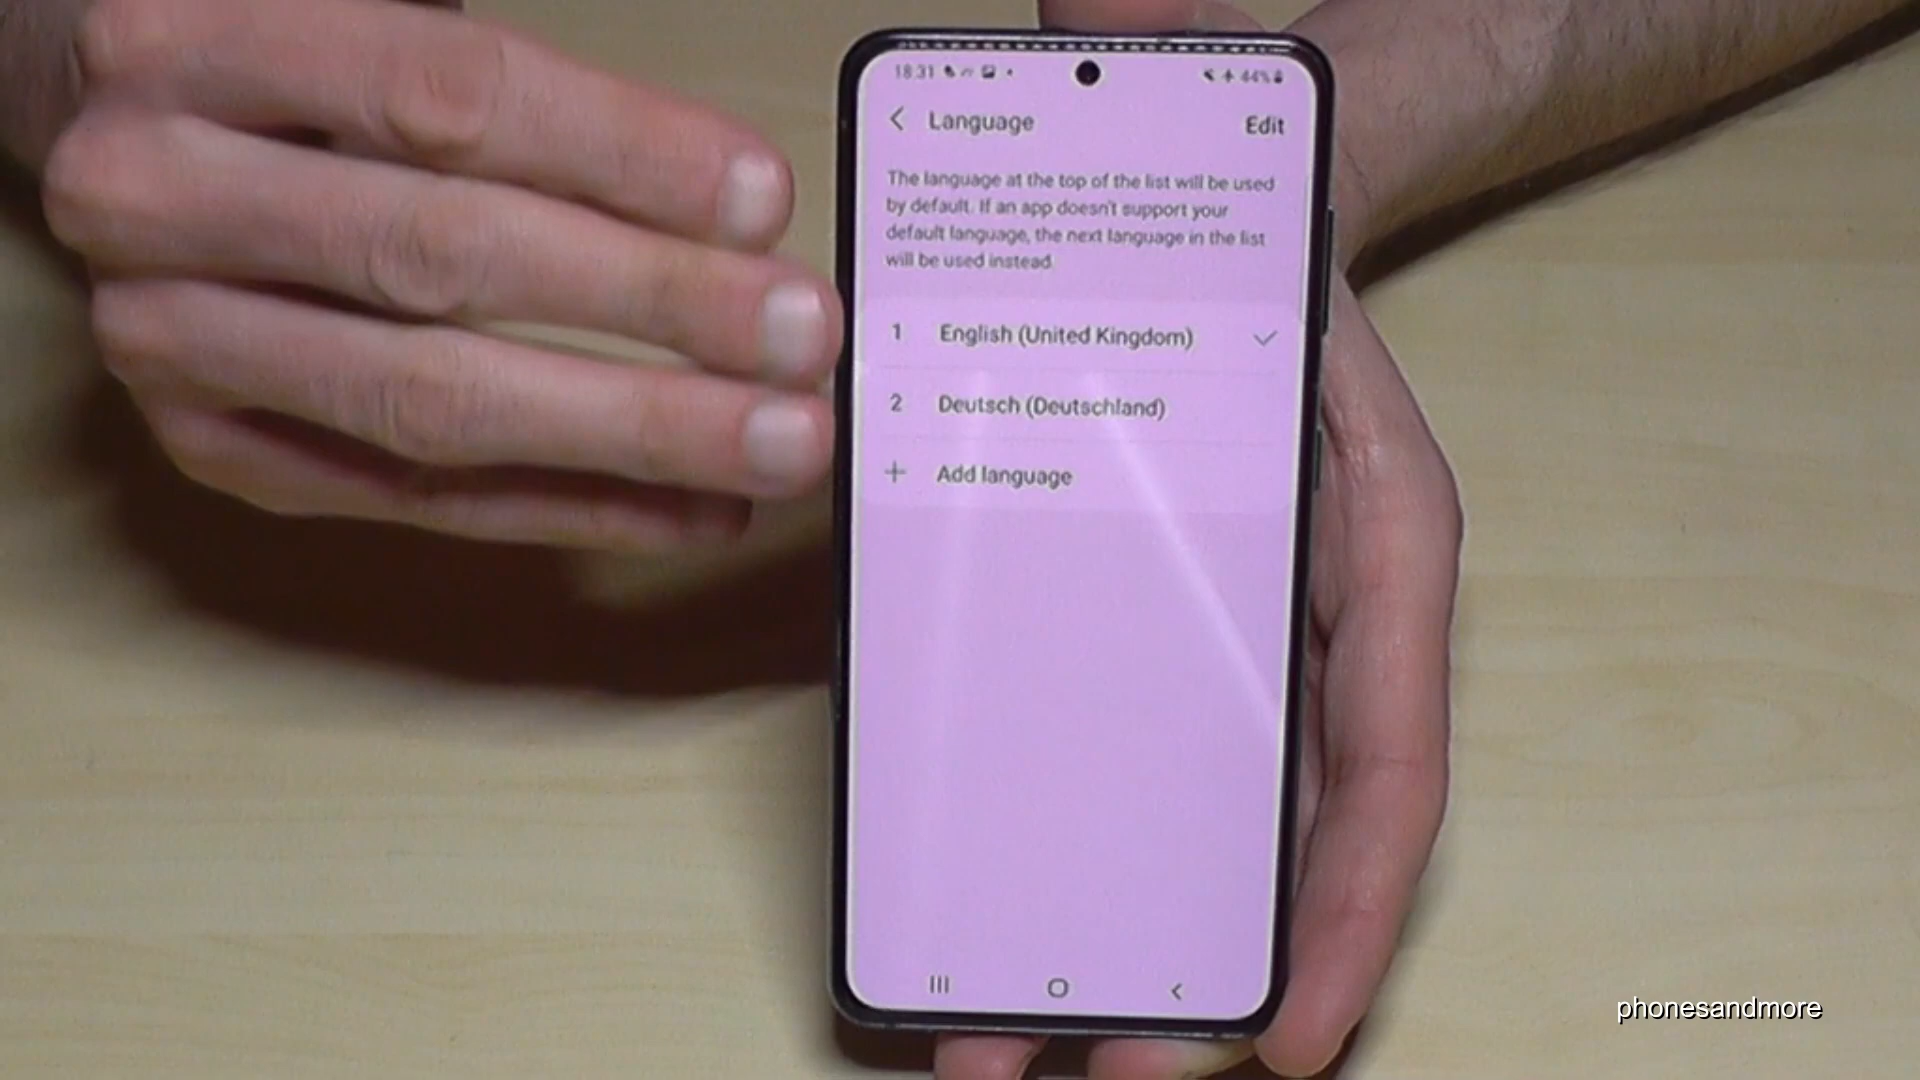 18:31 44%
Language
Edit
The language at the top of the list will be used
by default. If an app doesn't support your
default language, the next language in the list
will be used instead.
1 English (United Kingdom)
2 Deutsch (Deutschland)
+ Add language
phonesandmore